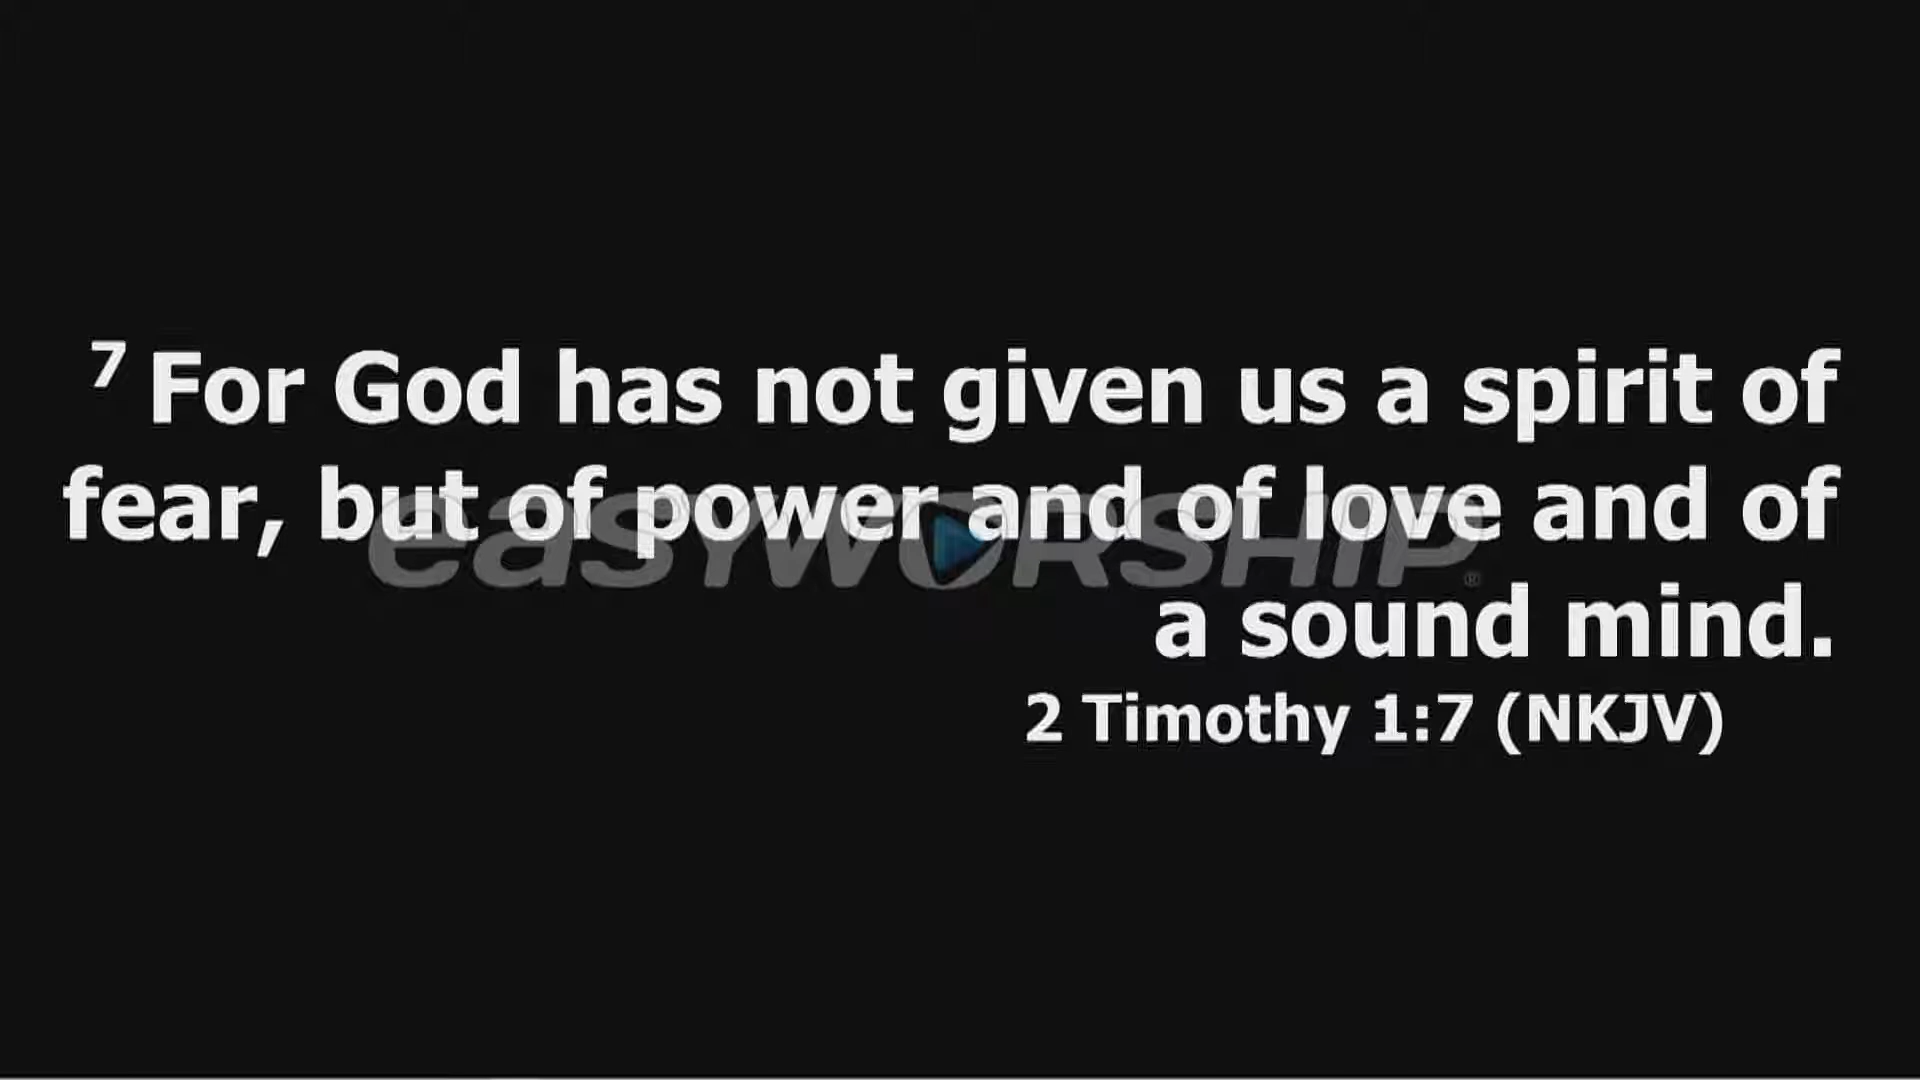 7 For God has not given us a spirit of
fear, but of power and of love and of
easyWORSHIP®
a sound mind.
2 Timothy 1:7 (NKJV)